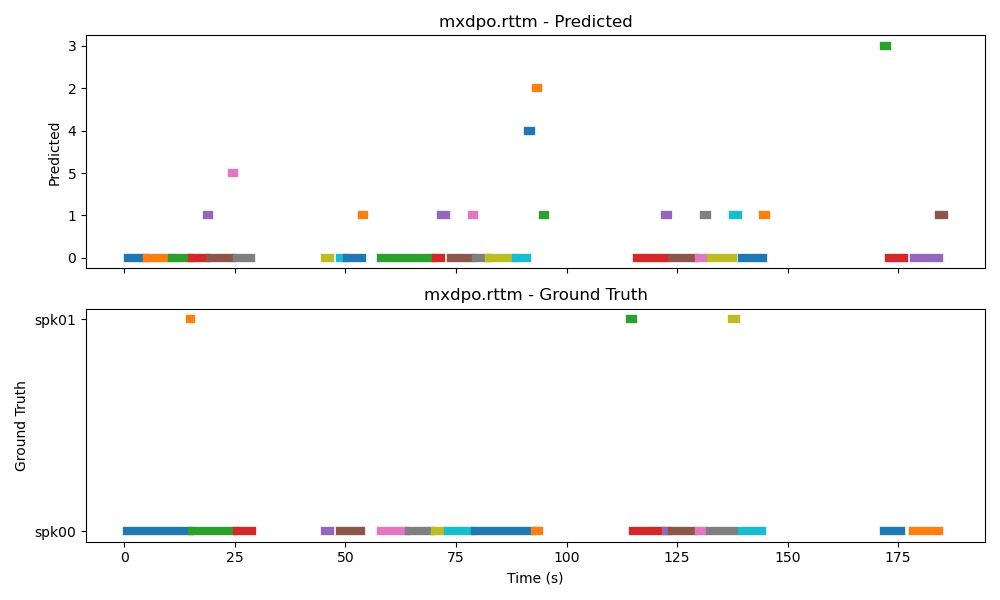 mxdpo.rttm - Predicted
3
2
4
5
1
0
Predicted
mxdpo.rttm - Ground Truth
spk01
spk00
Ground Truth
0 25 50 75 100 125 150 175
Time (s)